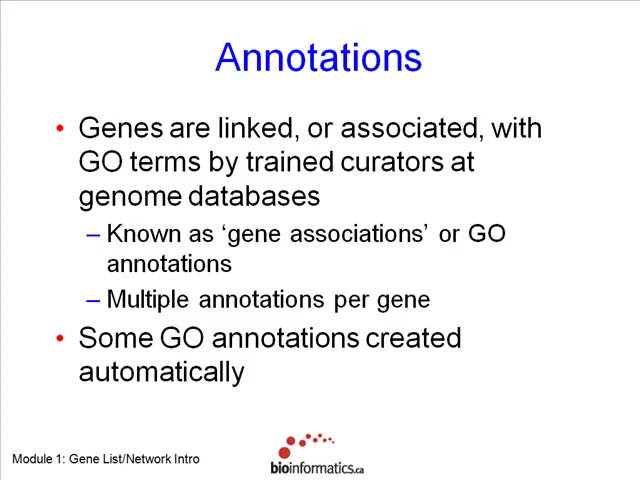 Annotations
• Genes are linked, or associated, with
GO terms by trained curators at
genome databases
– Known as ‘gene associations’ or GO
annotations
– Multiple annotations per gene
• Some GO annotations created
automatically
Module 1: Gene List/Network Intro
bioinformatics.ca